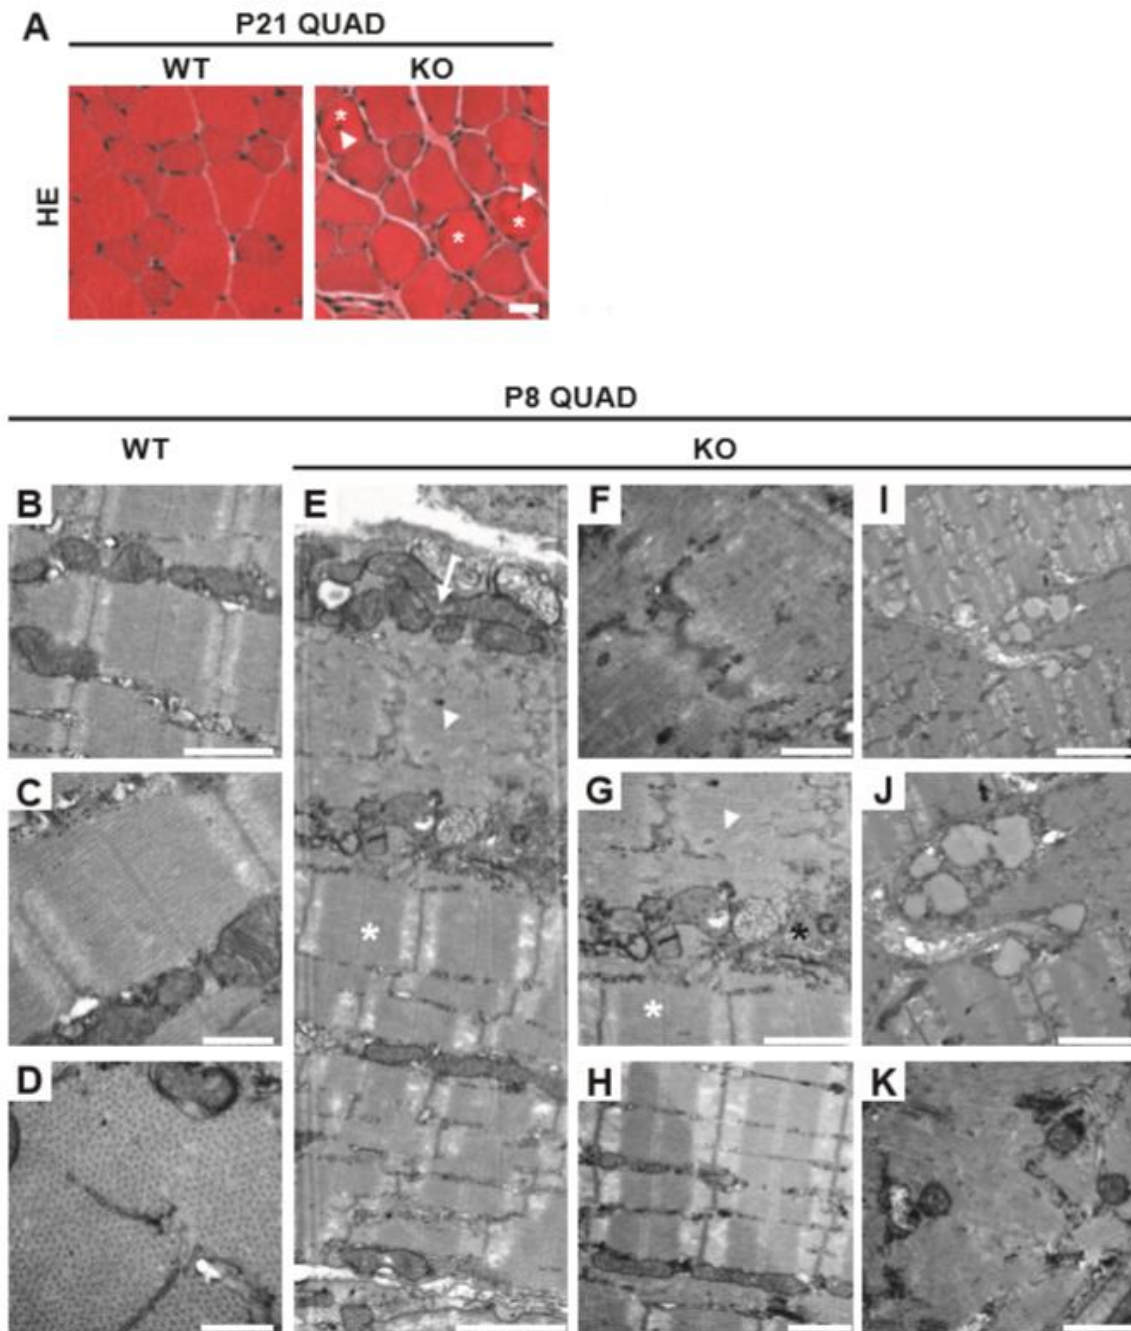 A
P21 QUAD
WT KO
HE
* * *
P8 QUAD
WT KO
B E F I
*
C G J
* *
D H K